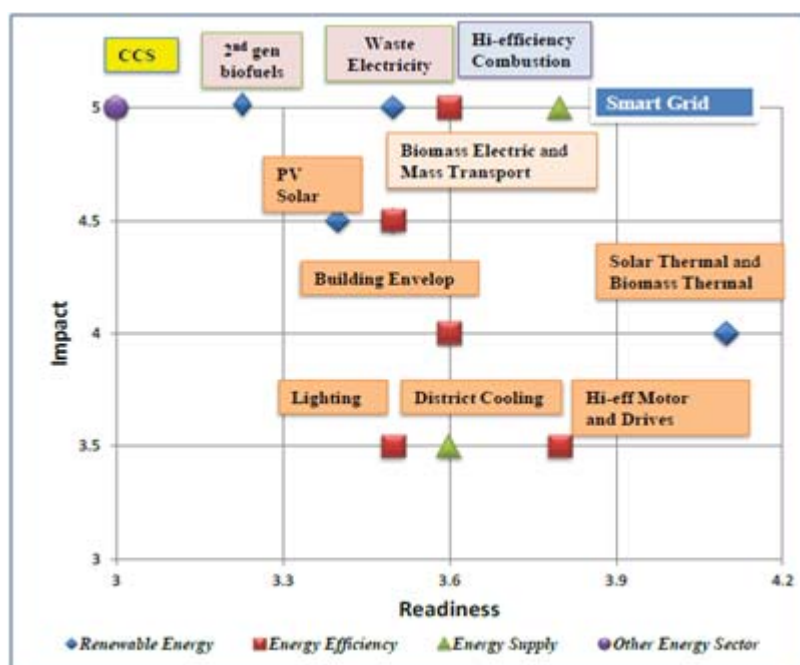 CCS
2nd gen
biofuels
Waste
Electricity
Hi-efficiency
Combustion
5
Smart Grid
Biomass Electric and
Mass Transport
PV
Solar
4.5
Building Envelop
Solar Thermal and
Biomass Thermal
Impact
4
Lighting
District Cooling
Hi-eff Motor
and Drives
3.5
3
3
3.3
3.6
3.9
4.2
Readiness
Renewable Energy
Energy Efficiency
Energy Supply
Other Energy Sector